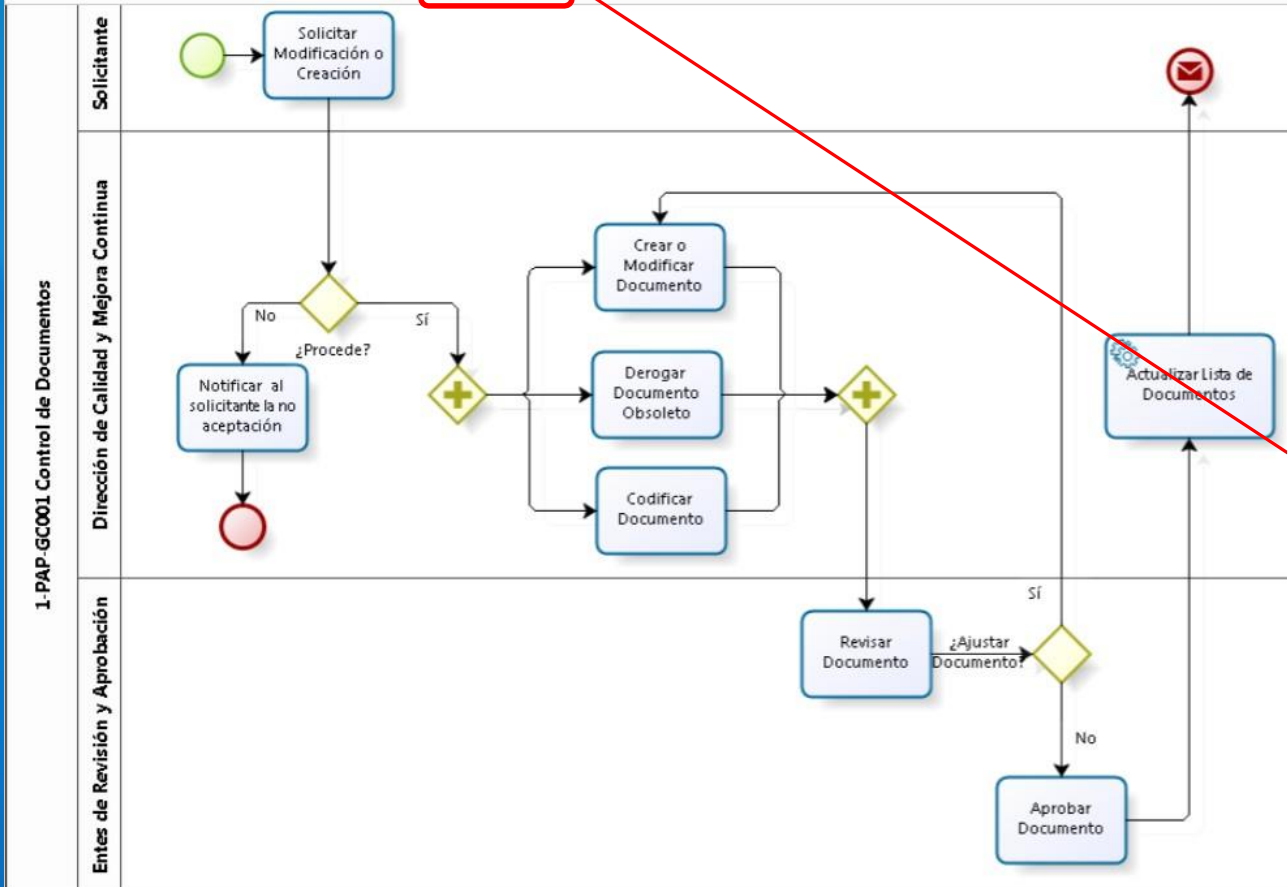 1-PAP-GC001 Control de Documentos
Solicitante
Solicitar
Modificación o
Creación
Dirección de Calidad y Mejora Continua
¿Procede?
No
Sí
Notificar al
solicitante la no
aceptación
Crear o
Modificar
Documento
Derogar
Documento
Obsoleto
Codificar
Documento
Actualizar Lista de
Documentos
Entes de Revisión y Aprobación
Revisar
Documento
¿Ajustar
Documento?
Sí
No
Aprobar
Documento